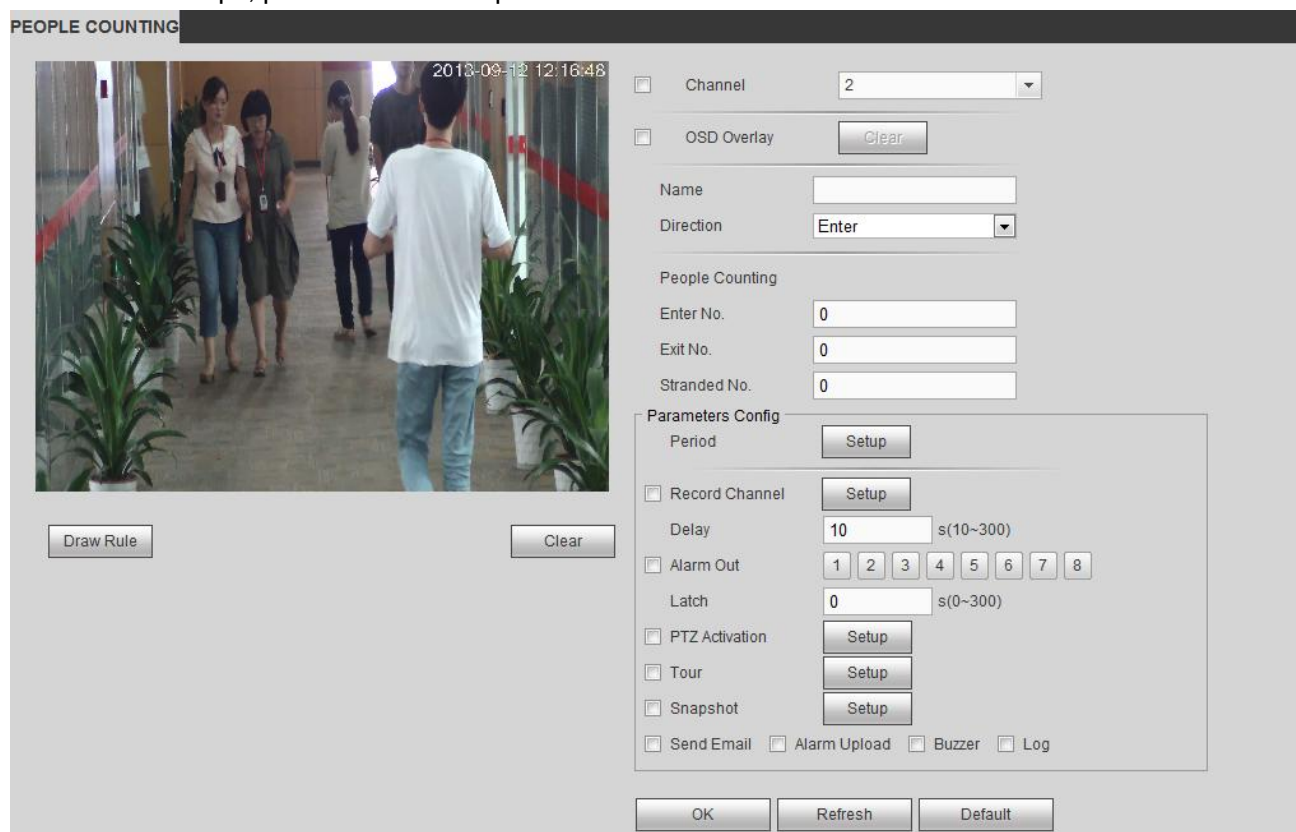 PEOPLE COUNTING
2013-09-12 12:16:48
Channel 2
OSD Overlay Clear
Name
Direction Enter
People Counting
Enter No. 0
Exit No. 0
Stranded No. 0
Parameters Config
Period Setup
Record Channel Setup
Delay 10 s(10~300)
Alarm Out 1 2 3 4 5 6 7 8
Latch 0 s(0~300)
PTZ Activation Setup
Tour Setup
Snapshot Setup
Send Email Alarm Upload Buzzer Log
Draw Rule Clear
OK Refresh Default